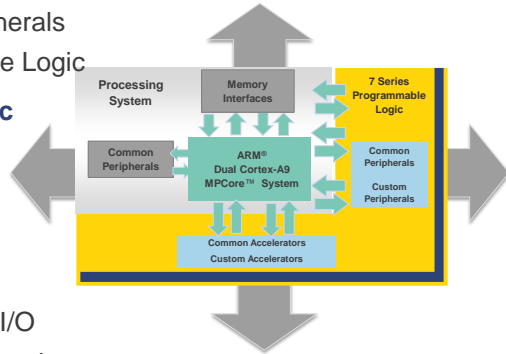 nerals
e Logic
c
Processing
System
Memory
Interfaces
7 Series
Programmable
Logic
Common
Peripherals
ARM®
Dual Cortex-A9
MPCore™ System
Common
Peripherals
Custom
Peripherals
Common Accelerators
Custom Accelerators
I/O